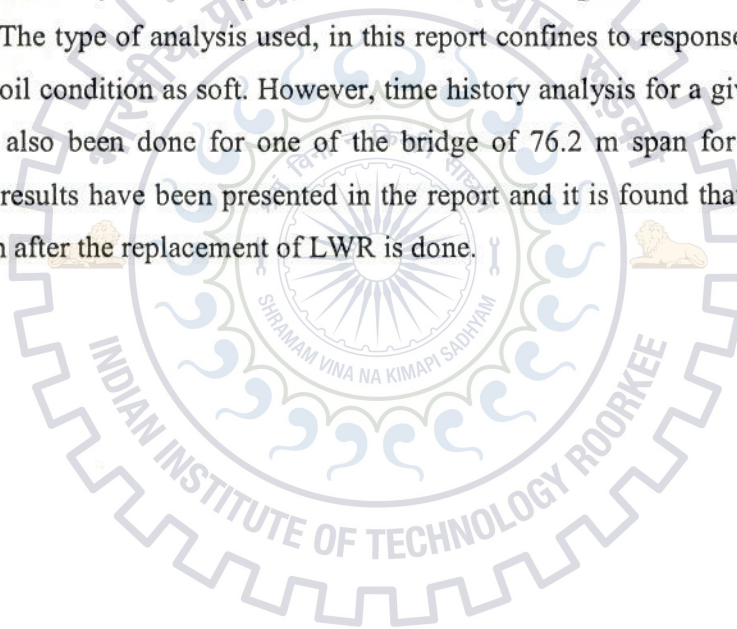 The type of analysis used, in this report confines to response
oil condition as soft. However, time history analysis for a gi
also been done for one of the bridge of 76.2 m span for
results have been presented in the report and it is found that
after the replacement of LWR is done.
SHRAMAM VINA NA KIMAPI SADHYAM
INDIAN INSTITUTE OF TECHNOLOGY ROORKEE